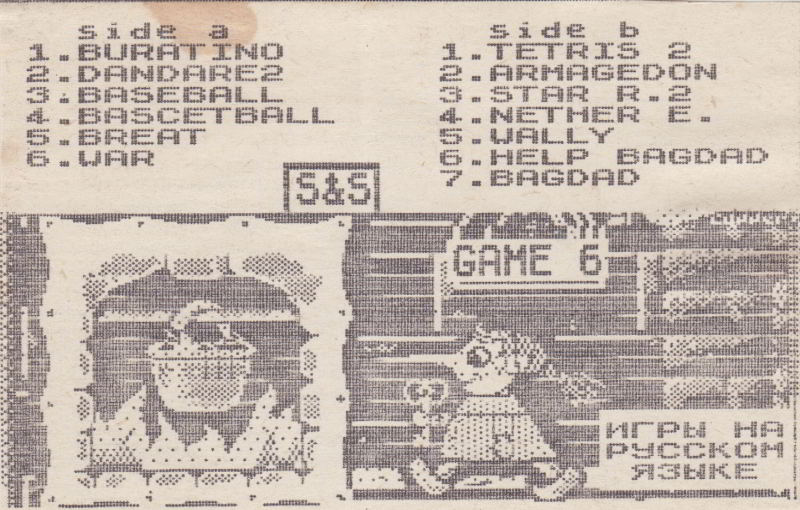 side a
1.BURATINO
2.DANDARE2
3.BASEBALL
4.BASCETBALL
5.BREAT
6.WAR
side b
1.TETRIS 2
2.ARMAGEDON
3.STAR R.2
4.NETHER E.
5.WALLY
6.HELP BAGDAD
7.BAGDAD
S&S
GAME 6
ИГРЫ НА
РУССКОМ
ЯЗЫКЕ